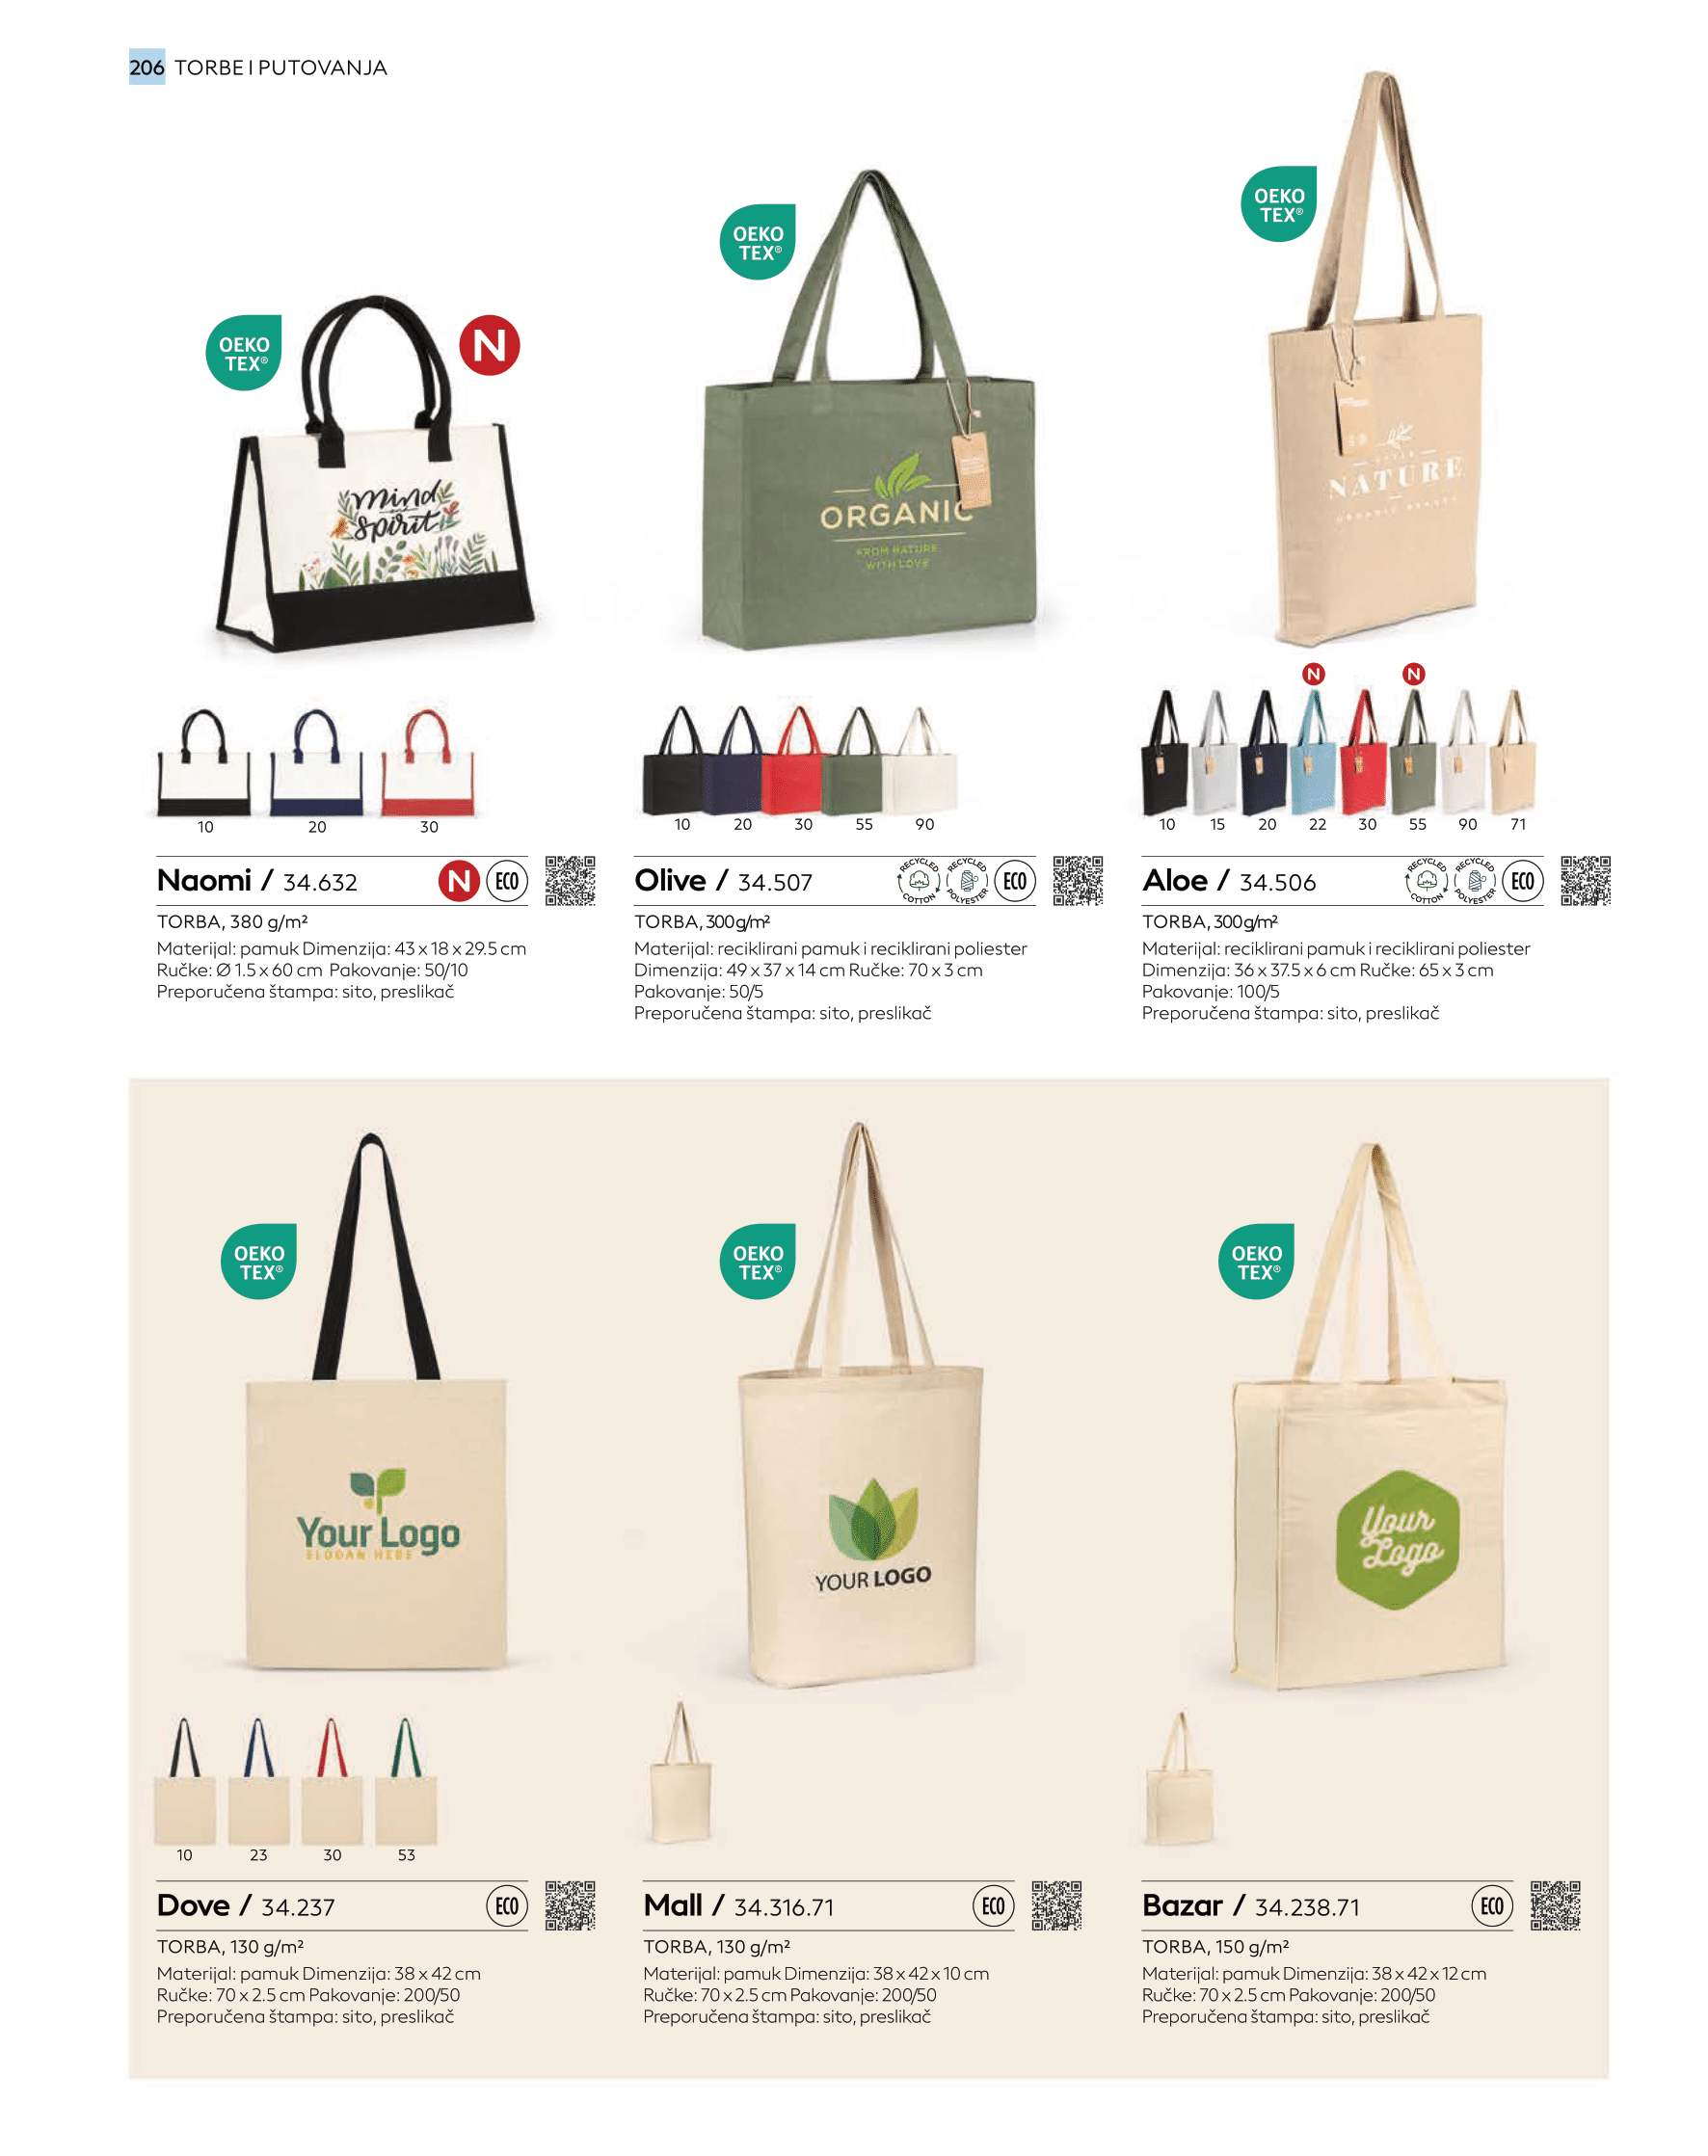 206 TORBE I PUTOVANJA
OEKO
TEX®
N
mind
and
spirit
OEKO
TEX®
ORGANIC
FROM NATURE
WITH LOVE
OEKO
TEX®
NATURE
N
N
10 20 30
10 20 30 55 90
10 15 20 22 30 55 90 71
Naomi / 34.632 N ECO
TORBA, 380 g/m²
Materijal: pamuk Dimenzija: 43 x 18 x 29.5 cm
Ručke: Ø 1.5 x 60 cm Pakovanje: 50/10
Preporučena štampa: sito, preslikač
Olive / 34.507 RECYCLED COTTON RECYCLED POLYESTER ECO
TORBA, 300g/m²
Materijal: reciklirani pamuk i reciklirani poliester
Dimenzija: 49 x 37 x 14 cm Ručke: 70 x 3 cm
Pakovanje: 50/5
Preporučena štampa: sito, preslikač
Aloe / 34.506 RECYCLED COTTON RECYCLED POLYESTER ECO
TORBA, 300g/m²
Materijal: reciklirani pamuk i reciklirani poliester
Dimenzija: 36 x 37.5 x 6 cm Ručke: 65 x 3 cm
Pakovanje: 100/5
Preporučena štampa: sito, preslikač
OEKO
TEX®
Your Logo
SLOGAN HERE
OEKO
TEX®
YOUR LOGO
OEKO
TEX®
Your
Logo
10 23 30 53
Dove / 34.237 ECO
TORBA, 130 g/m²
Materijal: pamuk Dimenzija: 38 x 42 cm
Ručke: 70 x 2.5 cm Pakovanje: 200/50
Preporučena štampa: sito, preslikač
Mall / 34.316.71 ECO
TORBA, 130 g/m²
Materijal: pamuk Dimenzija: 38 x 42 x 10 cm
Ručke: 70 x 2.5 cm Pakovanje: 200/50
Preporučena štampa: sito, preslikač
Bazar / 34.238.71 ECO
TORBA, 150 g/m²
Materijal: pamuk Dimenzija: 38 x 42 x 12 cm
Ručke: 70 x 2.5 cm Pakovanje: 200/50
Preporučena štampa: sito, preslikač